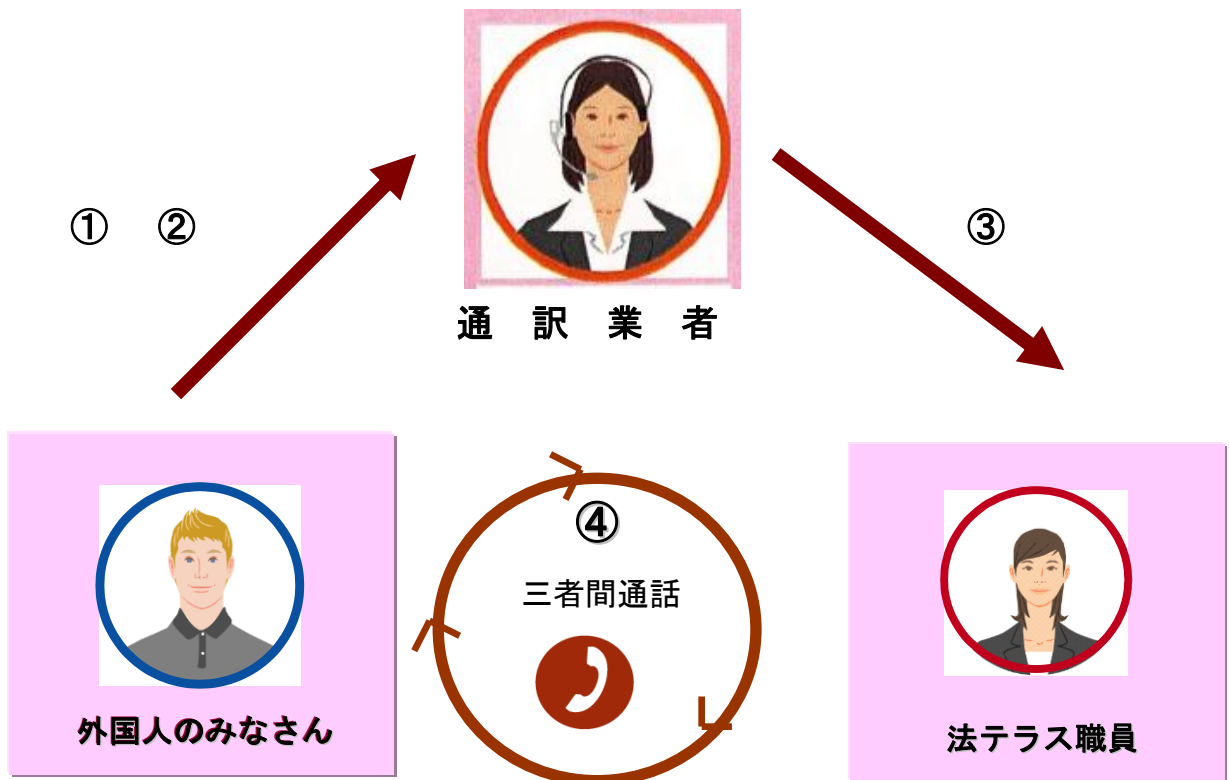 ① ②
③
通訳業者
④
三者間通話
外国人のみなさん
法テラス職員